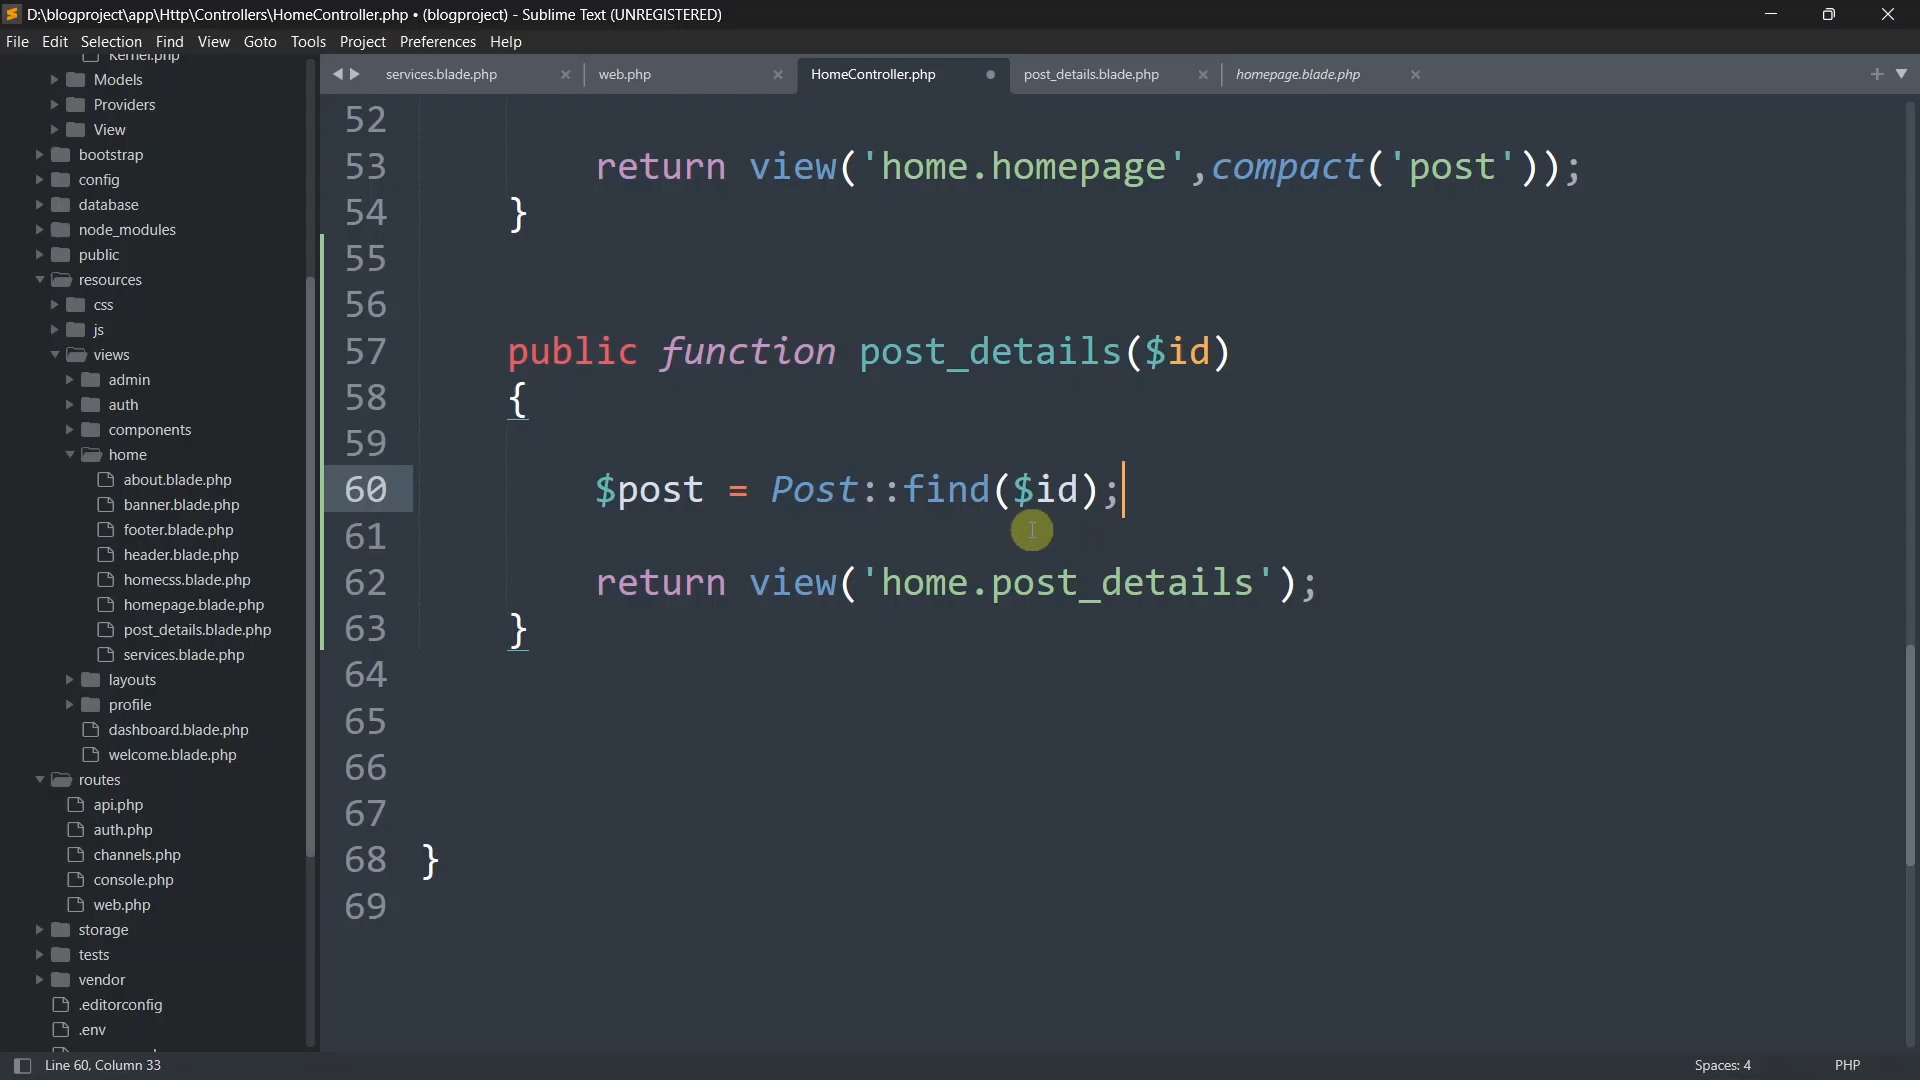 D:\blogproject\app\Http\Controllers\HomeController.php • (blogproject) - Sublime Text (UNREGISTERED)
File Edit Selection Find View Goto Tools Project Preferences Help
Kernel.php
Models
Providers
View
bootstrap
config
database
node_modules
public
resources
css
js
views
admin
auth
components
home
about.blade.php
banner.blade.php
footer.blade.php
header.blade.php
homecss.blade.php
homepage.blade.php
post_details.blade.php
services.blade.php
layouts
profile
dashboard.blade.php
welcome.blade.php
routes
api.php
auth.php
channels.php
console.php
web.php
storage
tests
vendor
.editorconfig
.env
services.blade.php web.php HomeController.php post_details.blade.php homepage.blade.php
52
53 return view('home.homepage',compact('post'));
54 }
55
56
57 public function post_details($id)
58 {
59
60 $post = Post::find($id);
61
62 return view('home.post_details');
63 }
64
65
66
67
68 }
69
Line 60, Column 33 Spaces: 4 PHP